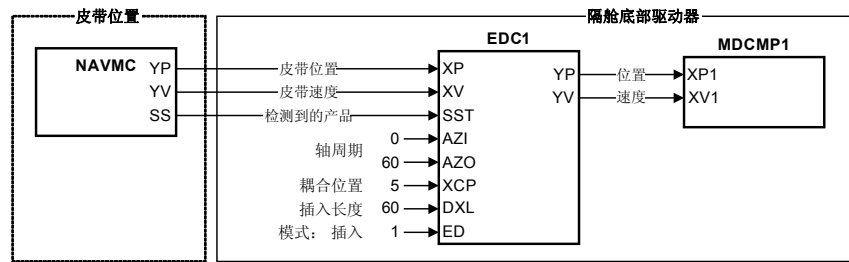 皮带位置
隔舱底部驱动器
NAVMC YP
YV
SS
皮带位置
皮带速度
检测到的产品
EDC1
XP
XV
SST
AZI
AZO
XCP
DXL
ED
YP
YV
轴周期
0
60
耦合位置 5
插入长度 60
模式： 插入 1
位置
速度
MDCMP1
XP1
XV1